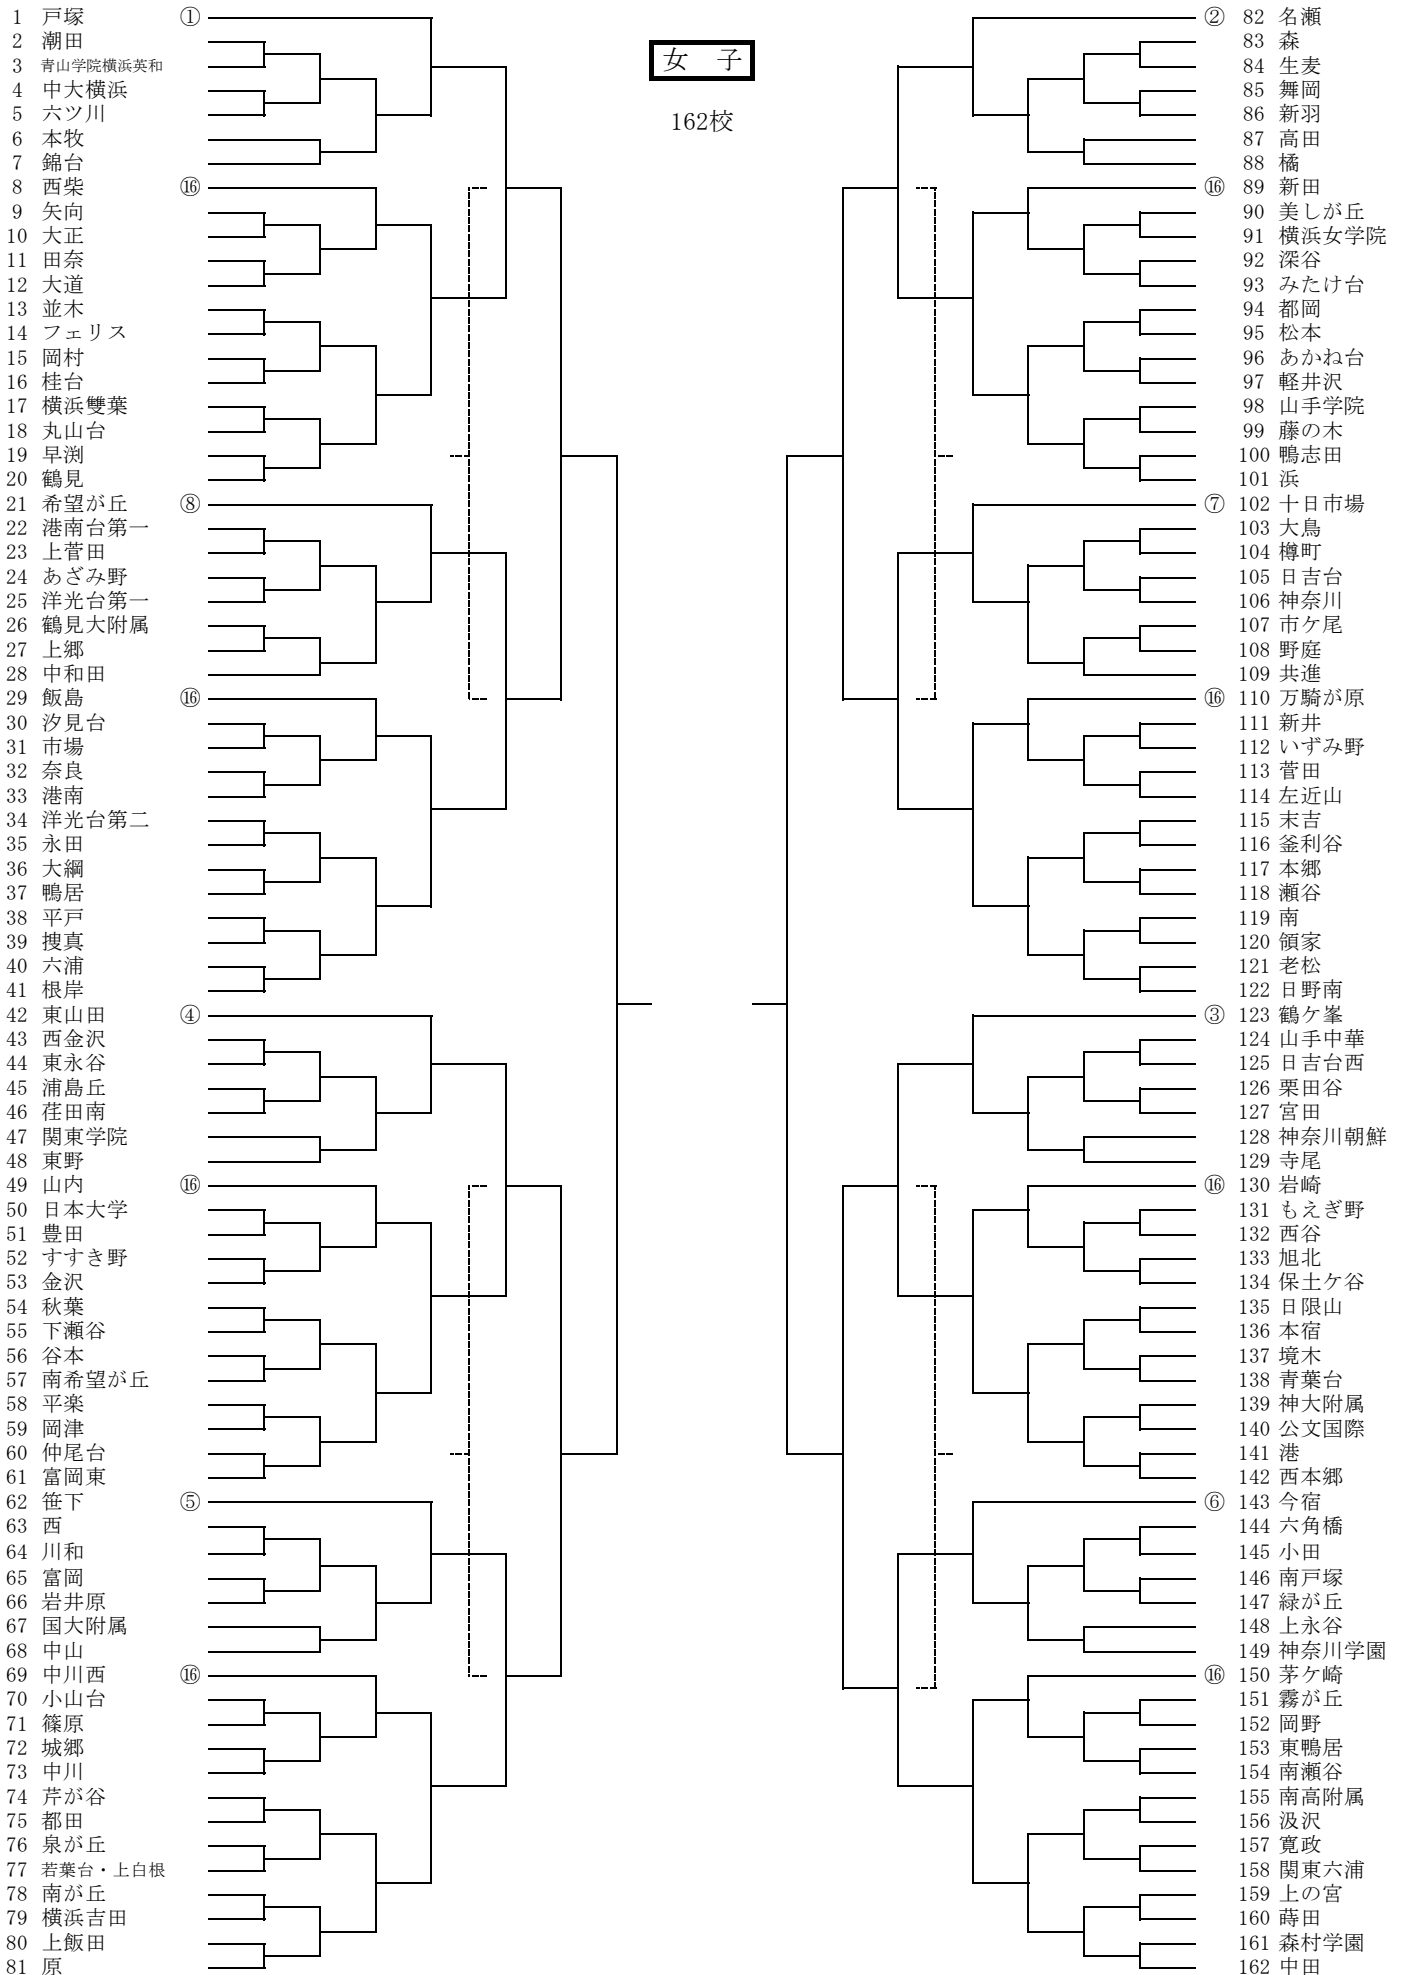 女　子
162校
1 戸塚 ①
2 潮田
3 青山学院横浜英和
4 中大横浜
5 六ツ川
6 本牧
7 錦台
8 西柴 ⑯
9 矢向
10 大正
11 田奈
12 大道
13 並木
14 フェリス
15 岡村
16 桂台
17 横浜雙葉
18 丸山台
19 早渕
20 鶴見
21 希望が丘 ⑧
22 港南台第一
23 上菅田
24 あざみ野
25 洋光台第一
26 鶴見大附属
27 上郷
28 中和田
29 飯島 ⑯
30 汐見台
31 市場
32 奈良
33 港南
34 洋光台第二
35 永田
36 大綱
37 鴨居
38 平戸
39 捜真
40 六浦
41 根岸
42 東山田 ④
43 西金沢
44 東永谷
45 浦島丘
46 荏田南
47 関東学院
48 東野
49 山内 ⑯
50 日本大学
51 豊田
52 すすき野
53 金沢
54 秋葉
55 下瀬谷
56 谷本
57 南希望が丘
58 平楽
59 岡津
60 仲尾台
61 富岡東
62 笹下 ⑤
63 西
64 川和
65 富岡
66 岩井原
67 国大附属
68 中山
69 中川西 ⑯
70 小山台
71 篠原
72 城郷
73 中川
74 芹が谷
75 都田
76 泉が丘
77 若葉台・上白根
78 南が丘
79 横浜吉田
80 上飯田
81 原
② 82 名瀬
83 森
84 生麦
85 舞岡
86 新羽
87 高田
88 橘
⑯ 89 新田
90 美しが丘
91 横浜女学院
92 深谷
93 みたけ台
94 都岡
95 松本
96 あかね台
97 軽井沢
98 山手学院
99 藤の木
100 鴨志田
101 浜
⑦ 102 十日市場
103 大鳥
104 樽町
105 日吉台
106 神奈川
107 市ケ尾
108 野庭
109 共進
⑯ 110 万騎が原
111 新井
112 いずみ野
113 菅田
114 左近山
115 末吉
116 釜利谷
117 本郷
118 瀬谷
119 南
120 領家
121 老松
122 日野南
③ 123 鶴ケ峯
124 山手中華
125 日吉台西
126 栗田谷
127 宮田
128 神奈川朝鮮
129 寺尾
⑯ 130 岩崎
131 もえぎ野
132 西谷
133 旭北
134 保土ケ谷
135 日限山
136 本宿
137 境木
138 青葉台
139 神大附属
140 公文国際
141 港
142 西本郷
⑥ 143 今宿
144 六角橋
145 小田
146 南戸塚
147 緑が丘
148 上永谷
149 神奈川学園
⑯ 150 茅ケ崎
151 霧が丘
152 岡野
153 東鴨居
154 南瀬谷
155 南高附属
156 汲沢
157 寛政
158 関東六浦
159 上の宮
160 蒔田
161 森村学園
162 中田